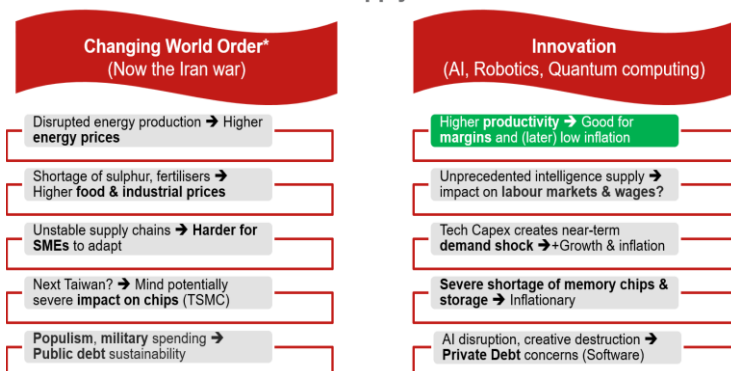 Changing World Order*
(Now the Iran war)
Disrupted energy production ➔ Higher
energy prices
Shortage of sulphur, fertilisers ➔
Higher food & industrial prices
Unstable supply chains ➔ Harder for
SMEs to adapt
Next Taiwan? ➔ Mind potentially
severe impact on chips (TSMC)
Populism, military spending ➔
Public debt sustainability
Innovation
(AI, Robotics, Quantum computing)
Higher productivity ➔ Good for
margins and (later) low inflation
Unprecedented intelligence supply ➔
impact on labour markets & wages?
Tech Capex creates near-term
demand shock ➔+Growth & inflation
Severe shortage of memory chips &
storage ➔ Inflationary
AI disruption, creative destruction ➔
Private Debt concerns (Software)